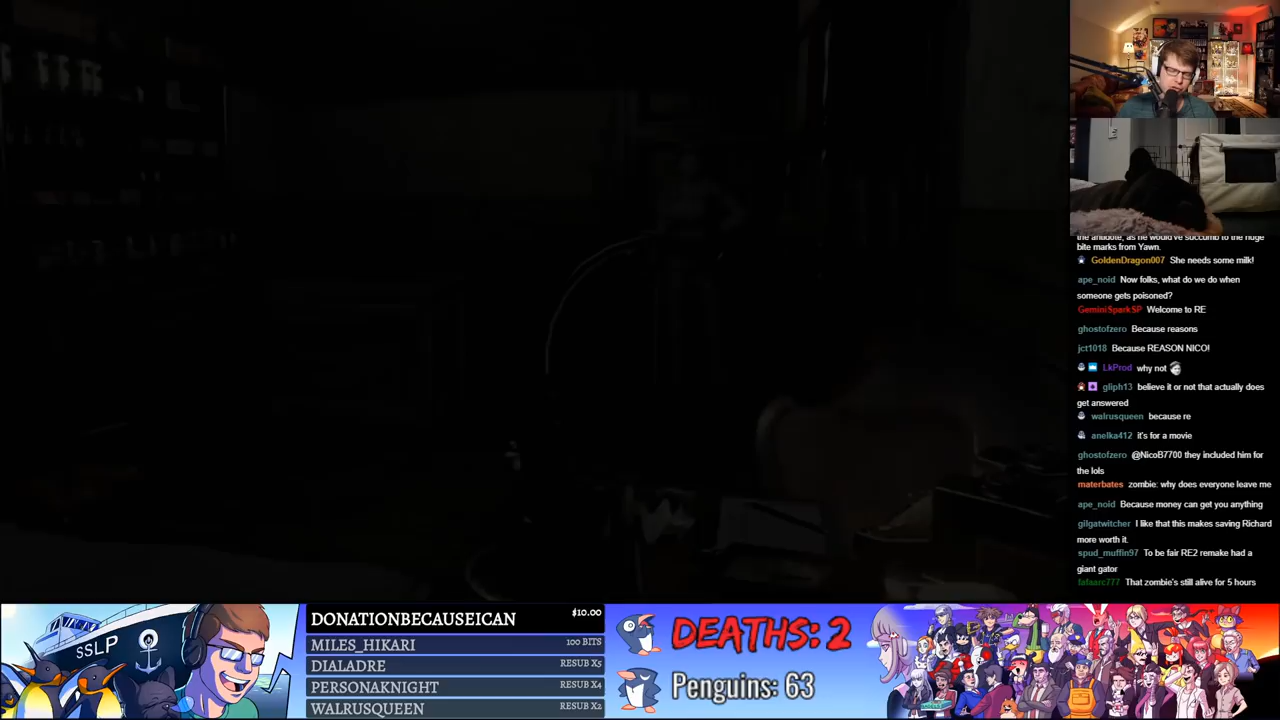 the antidote, as he would've succumb to the huge
bite marks from Yawn.
GoldenDragon007 She needs some milk!
ape_noid Now folks, what do we do when
someone gets poisoned?
GeminiSparkSP Welcome to RE
ghostofzero Because reasons
jct1018 Because REASON NICO!
LkProd why not
gliph13 believe it or not that actually does
get answered
walrusqueen because re
anelka412 it's for a movie
ghostofzero @NicoB7700 they included him for
the lols
materbates zombie: why does everyone leave me
ape_noid Because money can get you anything
gilgatwitcher I like that this makes saving Richard
more worth it.
spud_muffin97 To be fair RE2 remake had a
giant gator
fafaarc777 That zombie's still alive for 5 hours
SSLP
DONATIONBECAUSEICAN $10.00
MILES_HIKARI 100 BITS
DIALADRE RESUB X5
PERSONAKNIGHT RESUB X4
WALRUSQUEEN RESUB X2
DEATHS: 2
Penguins: 63